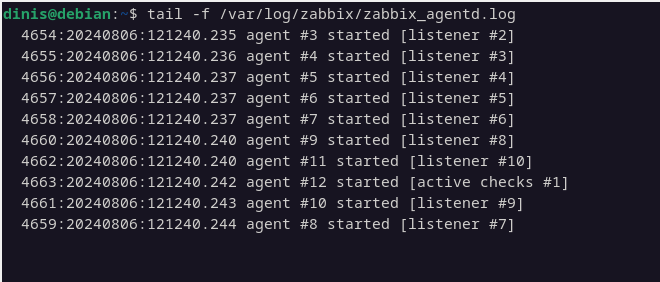 dinis@debian:~$ tail -f /var/log/zabbix/zabbix_agentd.log
4654:20240806:121240.235 agent #3 started [listener #2]
4655:20240806:121240.236 agent #4 started [listener #3]
4656:20240806:121240.237 agent #5 started [listener #4]
4657:20240806:121240.237 agent #6 started [listener #5]
4658:20240806:121240.237 agent #7 started [listener #6]
4660:20240806:121240.240 agent #9 started [listener #8]
4662:20240806:121240.240 agent #11 started [listener #10]
4663:20240806:121240.242 agent #12 started [active checks #1]
4661:20240806:121240.243 agent #10 started [listener #9]
4659:20240806:121240.244 agent #8 started [listener #7]